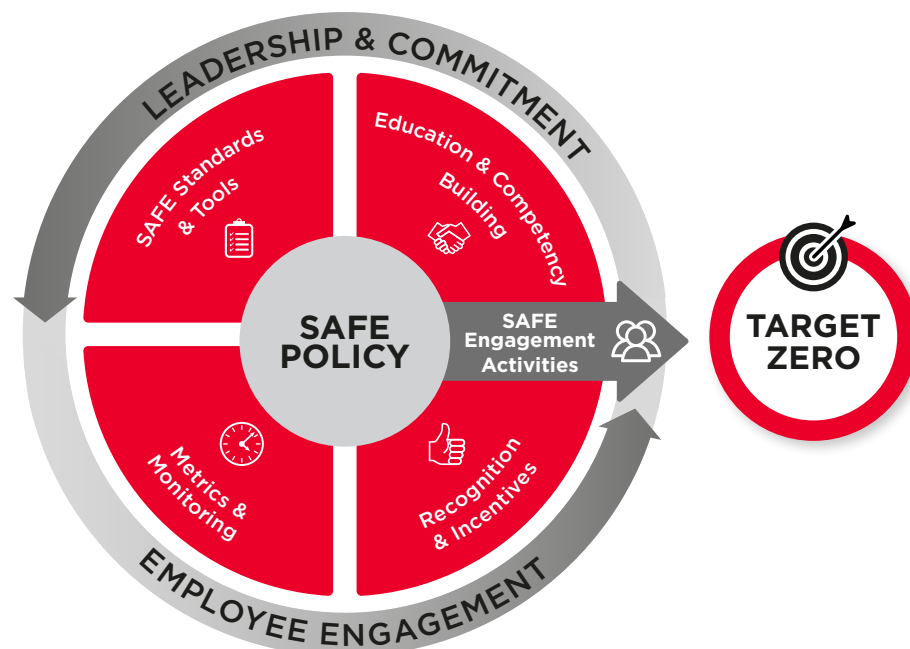 LEADERSHIP & COMMITMENT
SAFE Standards
& Tools
Education & Competency
Building
SAFE
POLICY
SAFE
Engagement
Activities
TARGET
ZERO
Metrics &
Monitoring
Recognition
& Incentives
EMPLOYEE ENGAGEMENT